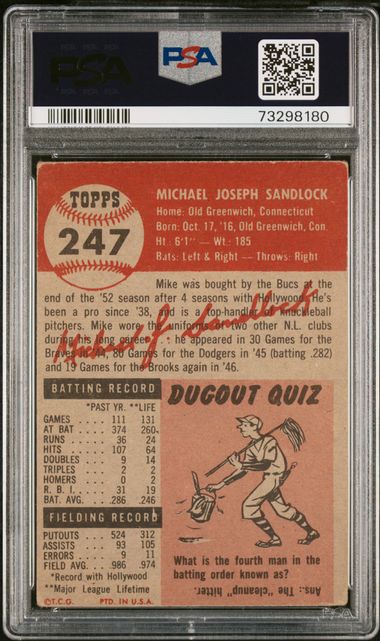 PSA
PSA
73298180
TOPPS
247
MICHAEL JOSEPH SANDLOCK
Home: Old Greenwich, Connecticut
Born: Oct. 17, '16, Old Greenwich, Con.
Ht.: 6'1" — Wt.: 185
Bats: Left & Right — Throws: Right
Mike was bought by the Bucs at the
end of the '52 season after 4 seasons with Hollywood. He's
been a pro since '38, and is a top-handler of knuckleball
pitchers. Mike wore the uniforms of two other N.L. clubs
during his long career: he appeared in 30 Games for the
Braves 80 Games for the Dodgers in '45 (batting .282)
and 19 Games for the Brooks again in '46.
Michael J. Sandlock
BATTING RECORD
*PAST YR. **LIFE
GAMES 111 131
AT BAT 374 260
RUNS 36 24
HITS 107 64
DOUBLES 9 14
TRIPLES 2 2
HOMERS 0 2
R. B. I. 31 19
BAT. AVG. .286 .246
FIELDING RECORD
PUTOUTS 524 312
ASSISTS 93 105
ERRORS 9 11
FIELD AVG. .986 .974
*Record with Hollywood
**Major League Lifetime
©T.C.G. PTD. IN U.S.A.
DUGOUT QUIZ
What is the fourth man in the
batting order known as?
Ans.: The "cleanup" hitter.